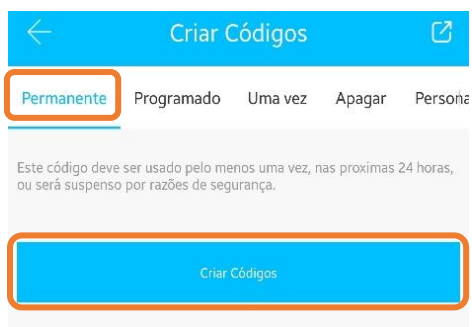 Criar Códigos
Permanente Programado Uma vez Apagar Persona
Este código deve ser usado pelo menos uma vez, nas proximas 24 horas,
ou será suspenso por razões de segurança.
Criar Códigos